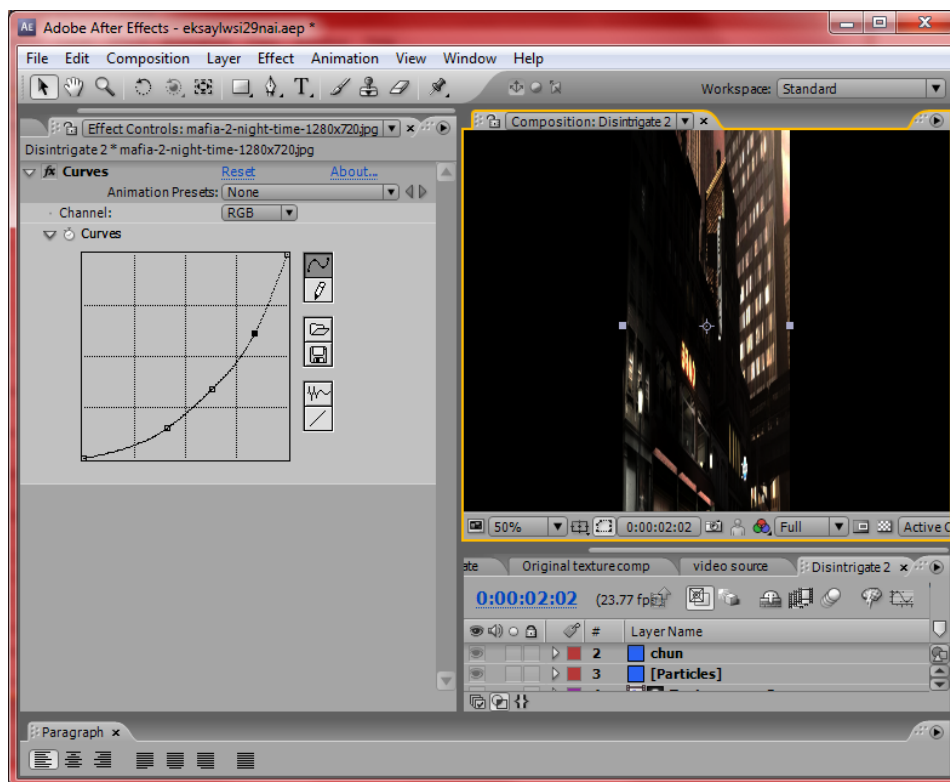 Adobe After Effects - eksaylwsi29nai.aep *
File Edit Composition Layer Effect Animation View Window Help
Workspace: Standard
Effect Controls: mafia-2-night-time-1280x720.jpg
Composition: Disintrigate 2
Disintrigate 2 * mafia-2-night-time-1280x720.jpg
fx Curves Reset About...
Animation Presets: None
Channel: RGB
Curves
50% 0:00:02:02 Full Active C
ate Original texture comp video source Disintrigate 2
0:00:02:02 (23.77 fp
# Layer Name
2 chun
3 [Particles]
Paragraph